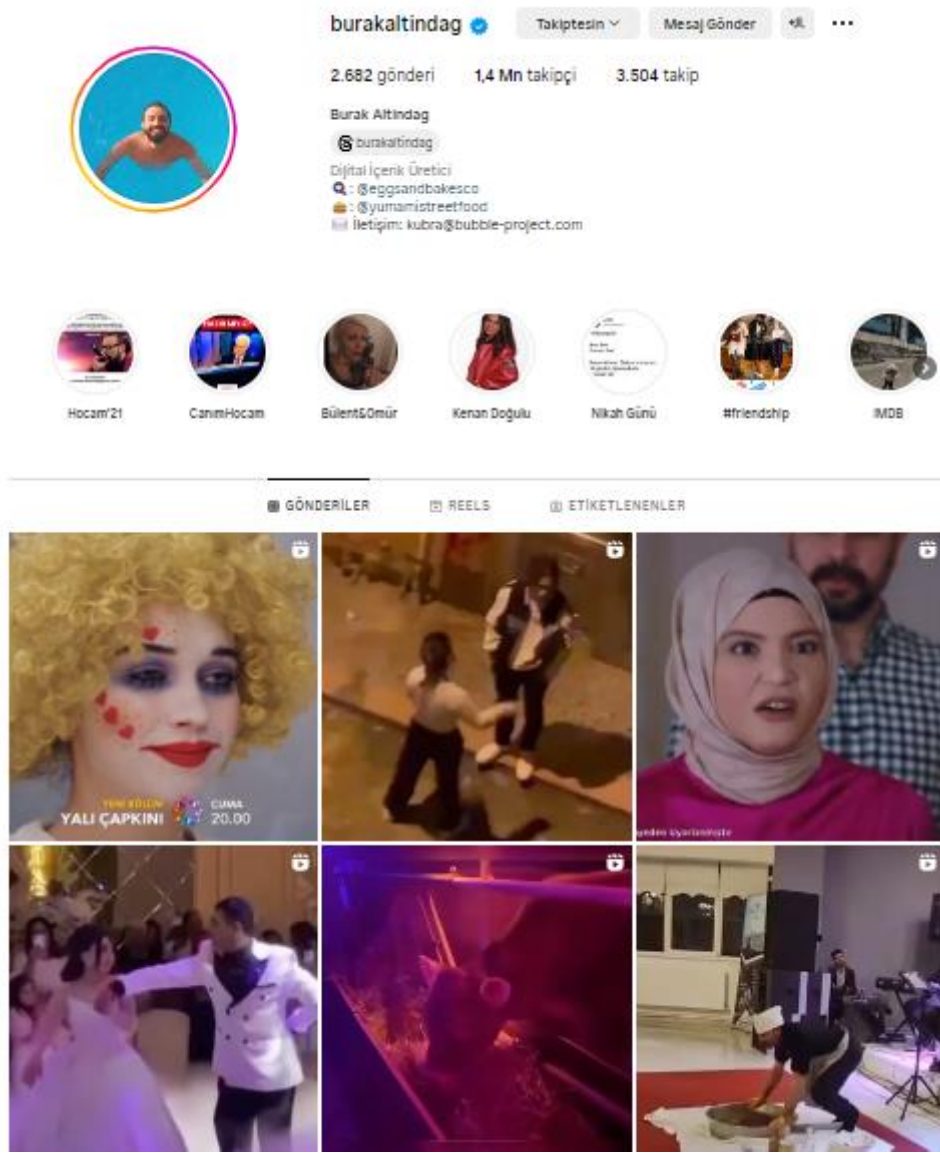 burakaltindag
Takiptesin
Mesaj Gönder
2.682 gönderi 1,4 Mn takipçi 3.504 takip
Burak Altindag
burakaltindag
Dijital İçerik Üretici
: @eggsandbakesco
: @yumamistreetfood
İletişim: kubra@bubble-project.com
Hocam'21
CanımHocam
Bülent&Ömür
Kenan Doğulu
Nikah Günü
#friendship
IMDB
GÖNDERİLER
REELS
ETİKETLENENLER
YENİ BÖLÜM
YALI ÇAPKINI
CUMA
20.00